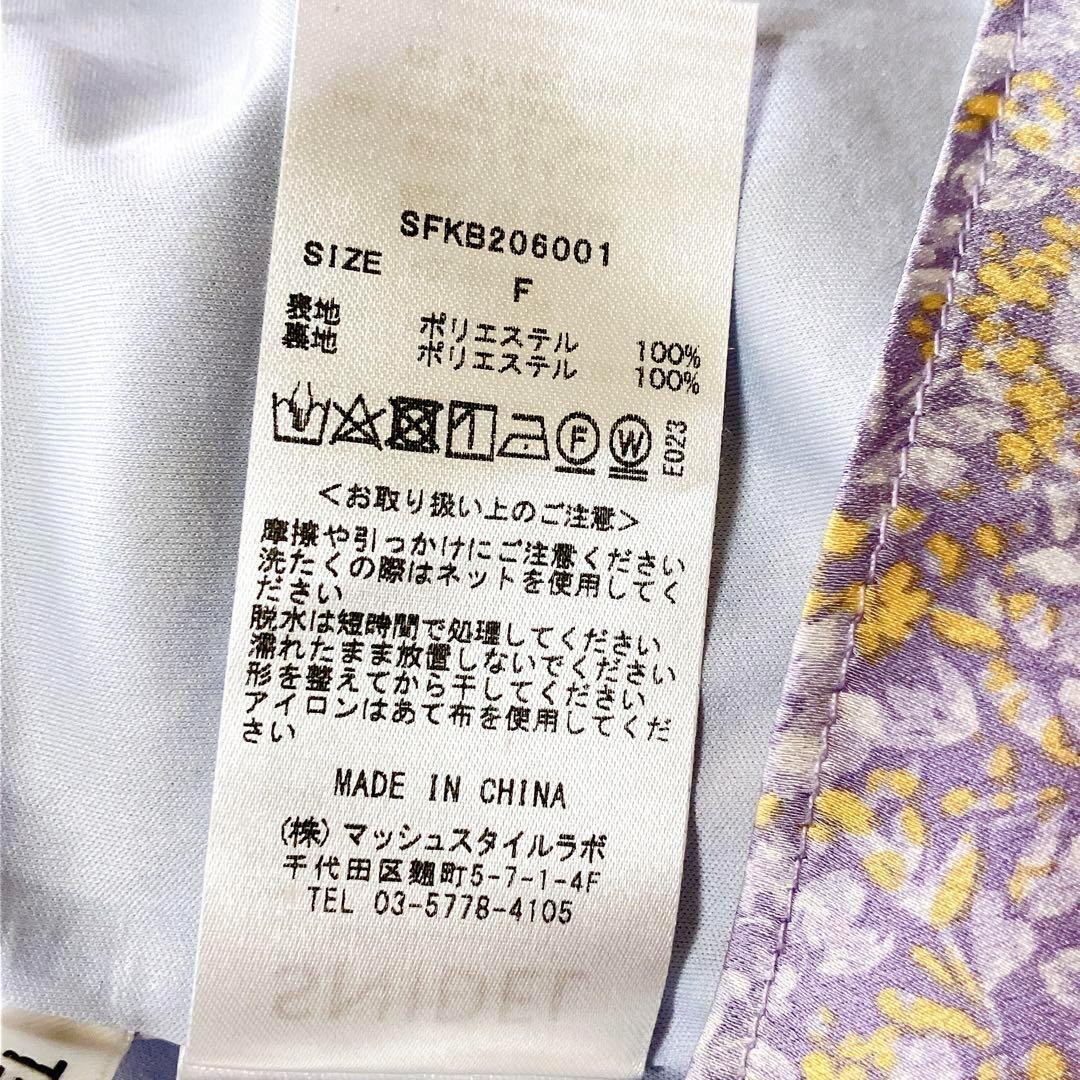 SFKB206001
SIZE F
表地 ポリエステル 100%
裏地 ポリエステル 100%
F W E023
<お取り扱い上のご注意>
摩擦や引っかけにご注意ください
洗たくの際はネットを使用してく
ださい
脱水は短時間で処理してください
濡れたまま放置しないでください
形を整えてから干してください
アイロンはあて布を使用してくだ
さい
MADE IN CHINA
(株)マッシュスタイルラボ
千代田区麹町5-7-1-4F
TEL 03-5778-4105